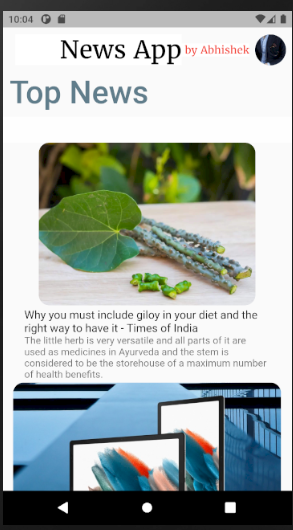 10:04
News App by Abhishek
Top News
Why you must include giloy in your diet and the
right way to have it - Times of India
The little herb is very versatile and all parts of it are
used as medicines in Ayurveda and the stem is
considered to be the storehouse of a maximum number
of health benefits.